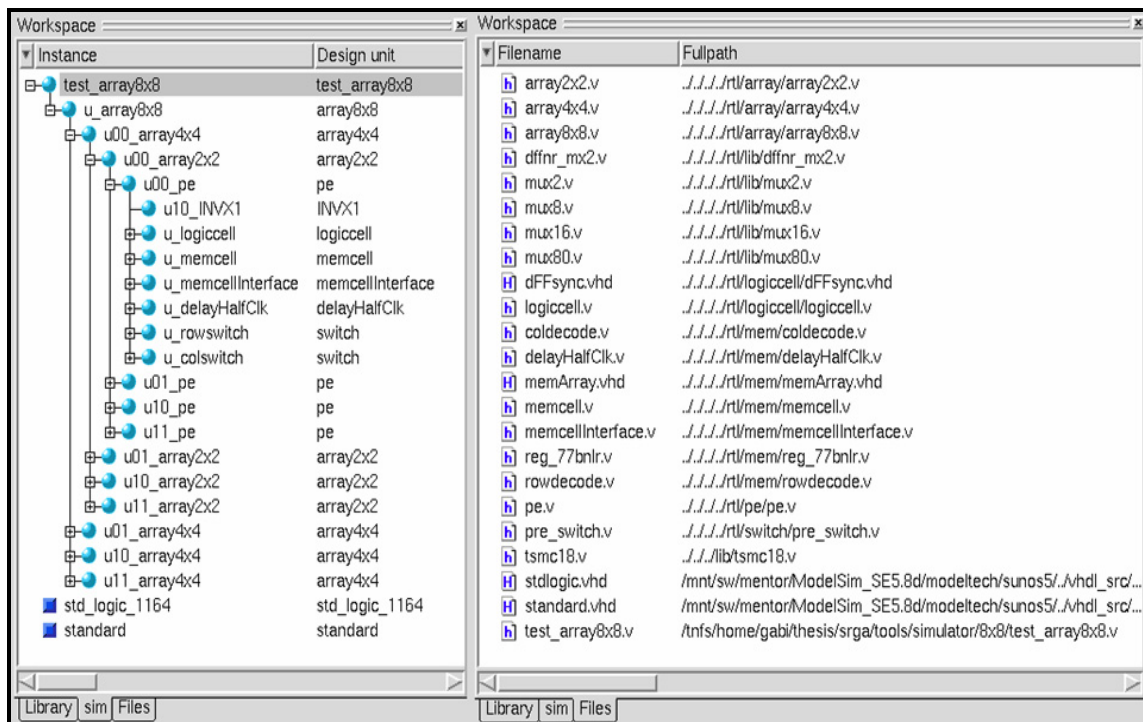 Workspace
Instance Design unit
test_array8x8 test_array8x8
u_array8x8 array8x8
u00_array4x4 array4x4
u00_array2x2 array2x2
u00_pe pe
u10_INVX1 INVX1
u_logiccell logiccell
u_memcell memcell
u_memcellInterface memcellInterface
u_delayHalfClk delayHalfClk
u_rowswitch switch
u_colswitch switch
u01_pe pe
u10_pe pe
u11_pe pe
u01_array2x2 array2x2
u10_array2x2 array2x2
u11_array2x2 array2x2
u01_array4x4 array4x4
u10_array4x4 array4x4
u11_array4x4 array4x4
std_logic_1164 std_logic_1164
standard standard
Library sim Files
Workspace
Filename Fullpath
array2x2.v ../../../../rtl/array/array2x2.v
array4x4.v ../../../../rtl/array/array4x4.v
array8x8.v ../../../../rtl/array/array8x8.v
dffnr_mx2.v ../../../../rtl/lib/dffnr_mx2.v
mux2.v ../../../../rtl/lib/mux2.v
mux8.v ../../../../rtl/lib/mux8.v
mux16.v ../../../../rtl/lib/mux16.v
mux80.v ../../../../rtl/lib/mux80.v
dFFsync.vhd ../../../../rtl/logiccell/dFFsync.vhd
logiccell.v ../../../../rtl/logiccell/logiccell.v
coldecode.v ../../../../rtl/mem/coldecode.v
delayHalfClk.v ../../../../rtl/mem/delayHalfClk.v
memArray.vhd ../../../../rtl/mem/memArray.vhd
memcell.v ../../../../rtl/mem/memcell.v
memcellInterface.v ../../../../rtl/mem/memcellInterface.v
reg_77bnlr.v ../../../../rtl/mem/reg_77bnlr.v
rowdecode.v ../../../../rtl/mem/rowdecode.v
pe.v ../../../../rtl/pe/pe.v
pre_switch.v ../../../../rtl/switch/pre_switch.v
tsmc18.v ../../../lib/tsmc18.v
stdlogic.vhd /mnt/sw/mentor/ModelSim_SE5.8d/modeltech/sunos5/../vhdl_src/...
standard.vhd /mnt/sw/mentor/ModelSim_SE5.8d/modeltech/sunos5/../vhdl_src/...
test_array8x8.v /tnfs/home/gabi/thesis/srga/tools/simulator/8x8/test_array8x8.v
Library sim Files